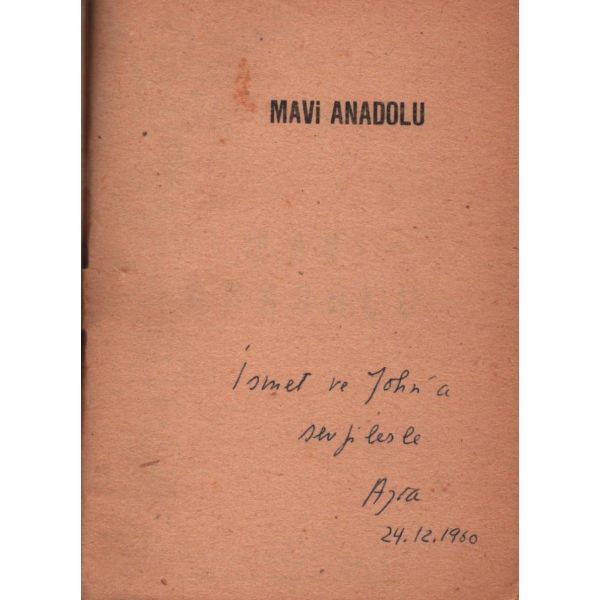 MAVi ANADOLU
İsmet ve John'a
sevgilerle
Azra
24.12.1960